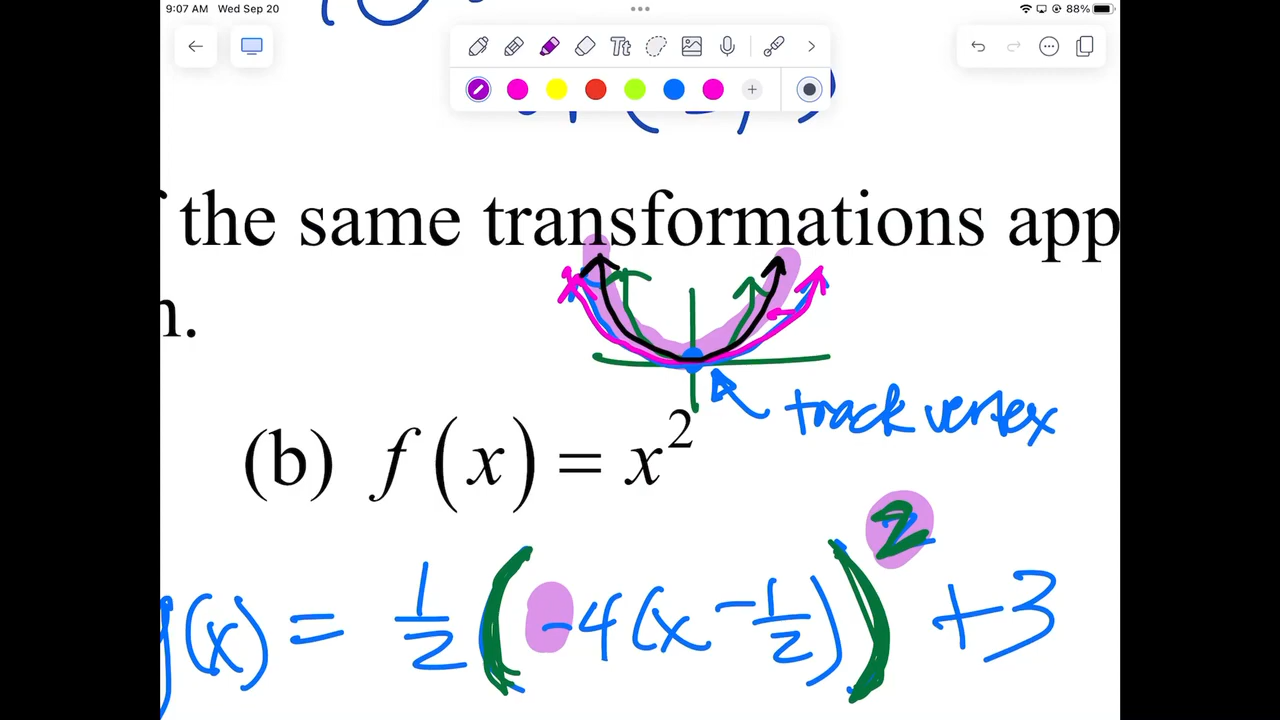 9:07 AM Wed Sep 20
88%
Tt
the same transformations app
n.
track vertex
(b) f(x) = x²
g(x) = 1/2 (-4(x - 1/2))² + 3